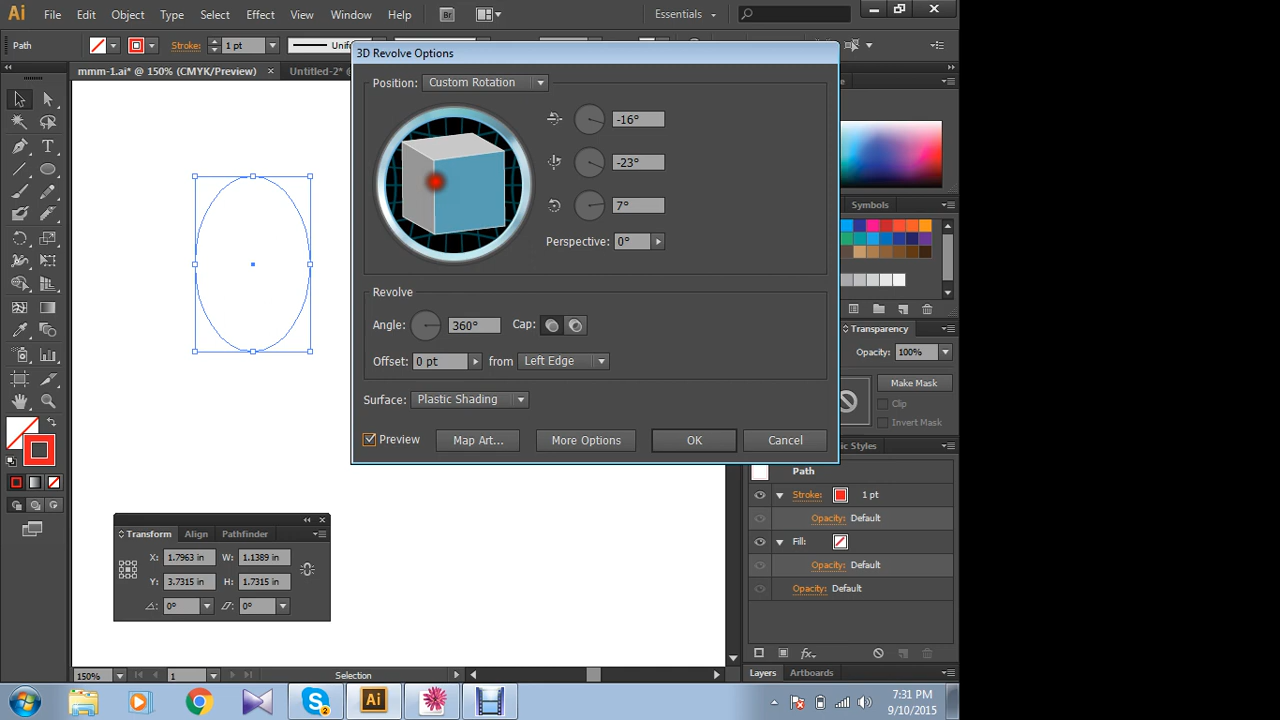 Ai File Edit Object Type Select Effect View Window Help Br Essentials
Path Stroke: 1 pt
mmm-1.ai* @ 150% (CMYK/Preview) × Untitled-2* @
3D Revolve Options
Position: Custom Rotation
-16°
-23°
7°
Perspective: 0°
Revolve
Angle: 360° Cap:
Offset: 0 pt from Left Edge
Surface: Plastic Shading
Preview Map Art... More Options OK Cancel
Symbols
Transparency
Opacity: 100%
Make Mask
Clip
Invert Mask
Path
Stroke: 1 pt
Opacity: Default
Fill:
Opacity: Default
Opacity: Default
Layers Artboards
Transform Align Pathfinder
X: 1.7963 in W: 1.1389 in
Y: 3.7315 in H: 1.7315 in
0° 0°
150% 1 Selection
2 Ai
7:31 PM
9/10/2015